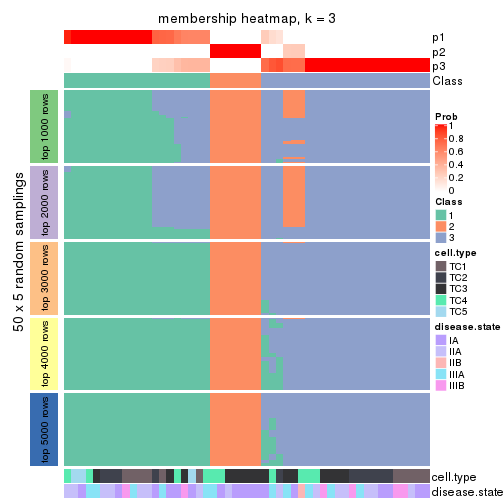 membership heatmap, k = 3
p1
p2
p3
Class
50 x 5 random samplings
top 1000 rows
top 2000 rows
top 3000 rows
top 4000 rows
top 5000 rows
cell.type
disease.state
Prob
1
0.8
0.6
0.4
0.2
0
Class
1
2
3
cell.type
TC1
TC2
TC3
TC4
TC5
disease.state
IA
IIA
IIB
IIIA
IIIB